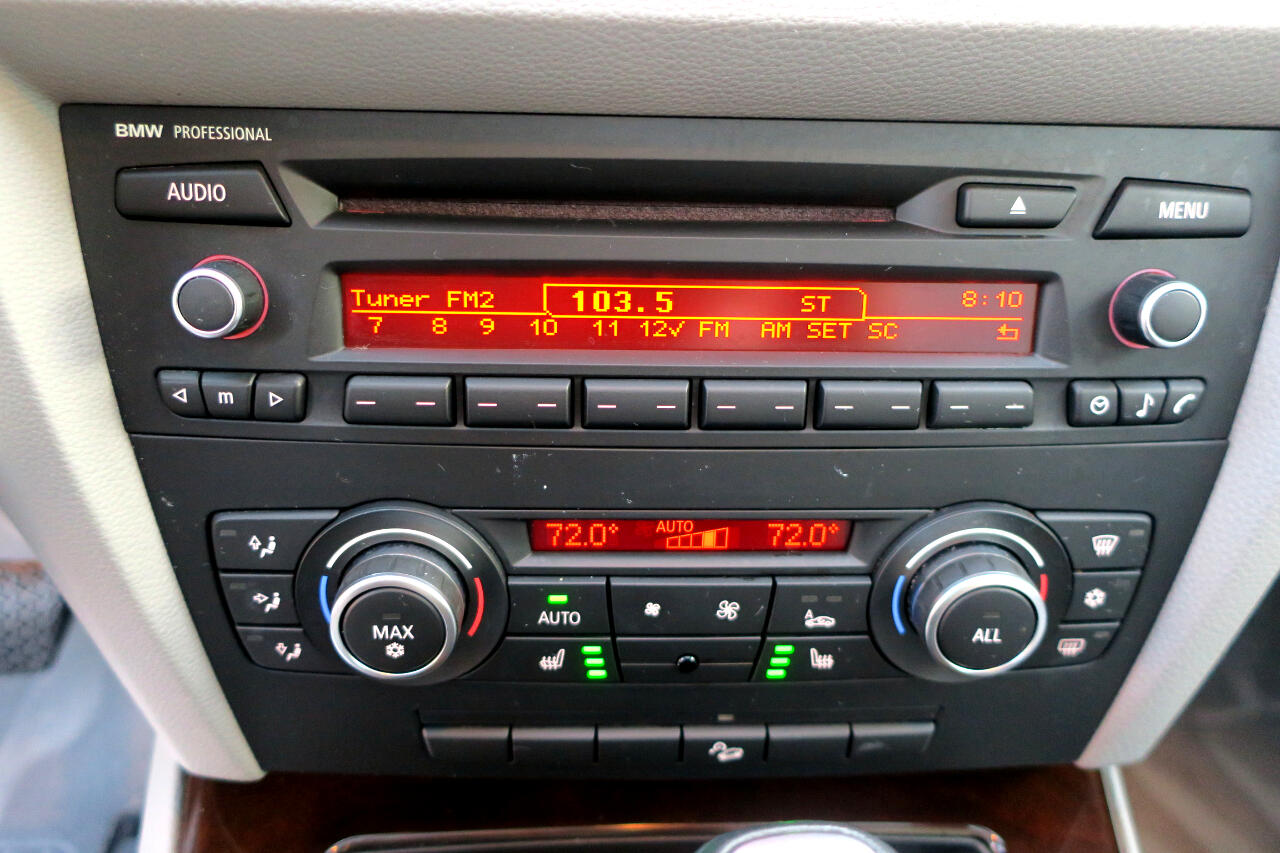 BMW PROFESSIONAL
AUDIO
MENU
Tuner FM2 103.5 ST 8:10
7 8 9 10 11 12✓ FM AM SET SC
m
72.0° AUTO 72.0°
AUTO
A
MAX
ALL